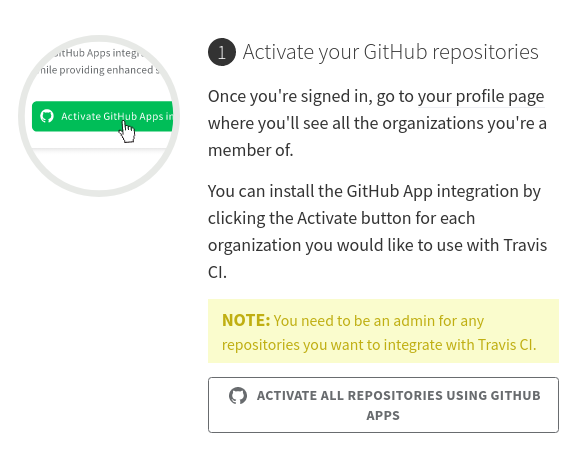 GitHub Apps
while providing enhanced
Activate GitHub Apps in
1 Activate your GitHub repositories
Once you're signed in, go to your profile page
where you'll see all the organizations you're a
member of.
You can install the GitHub App integration by
clicking the Activate button for each
organization you would like to use with Travis
CI.
NOTE: You need to be an admin for any
repositories you want to integrate with Travis CI.
ACTIVATE ALL REPOSITORIES USING GITHUB
APPS